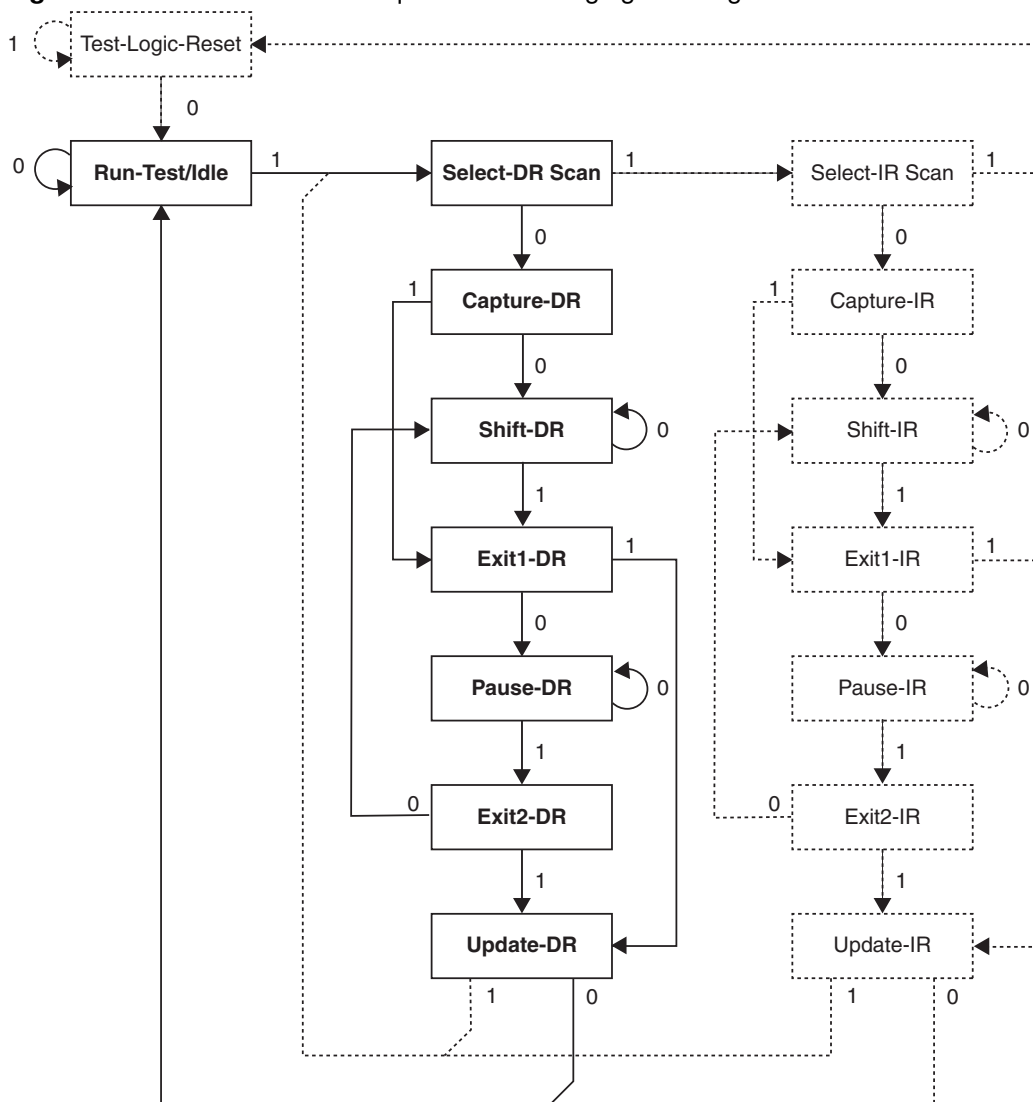 1
Test-Logic-Reset
0
0
Run-Test/Idle
1
Select-DR Scan
1
Select-IR Scan
1
0
0
1
Capture-DR
1
Capture-IR
0
0
Shift-DR
0
Shift-IR
0
1
1
Exit1-DR
1
Exit1-IR
1
0
0
Pause-DR
0
Pause-IR
0
1
1
0
Exit2-DR
0
Exit2-IR
1
1
Update-DR
Update-IR
1
0
1
0